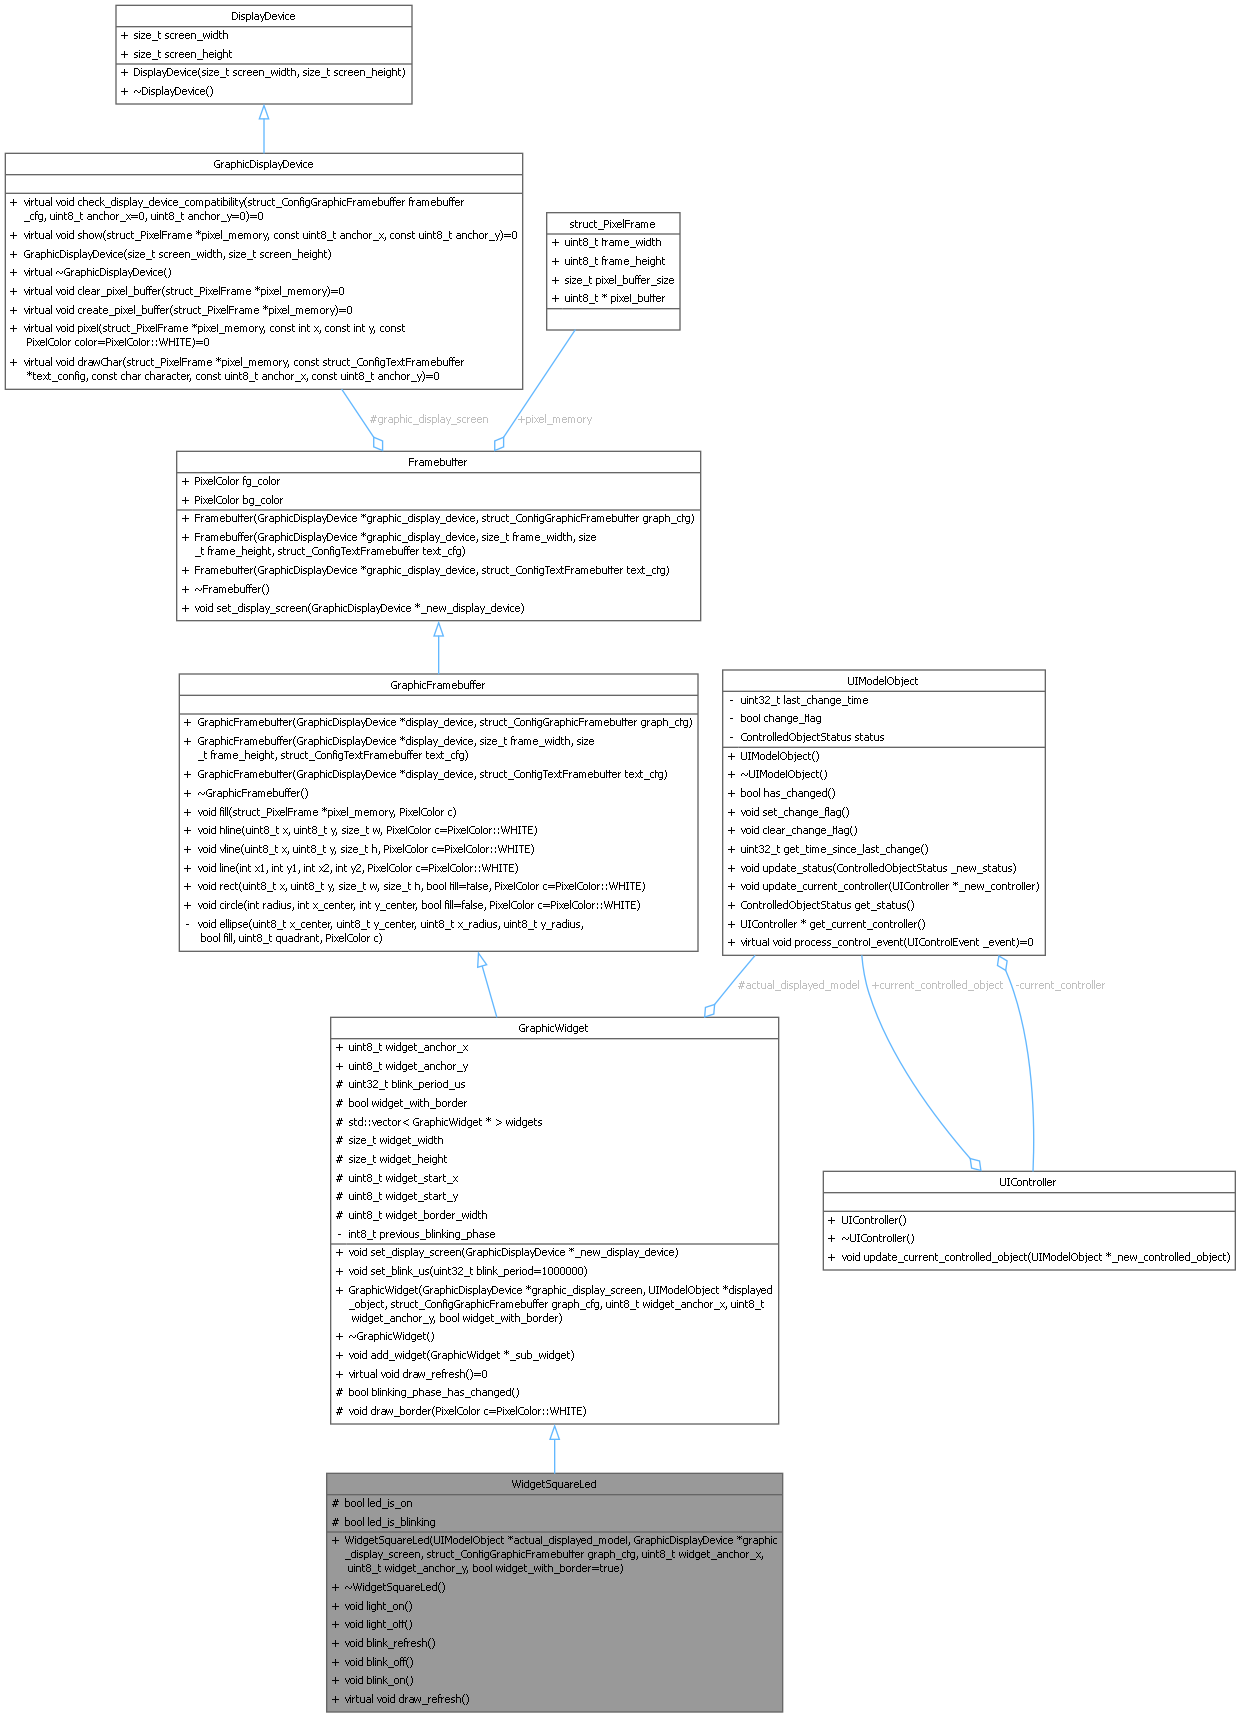 DisplayDevice
+ size_t screen_width
+ size_t screen_height
+ DisplayDevice(size_t screen_width, size_t screen_height)
+ ~DisplayDevice()
GraphicDisplayDevice
+ virtual void check_display_device_compatibility(struct_ConfigGraphicFramebuffer framebuffer
_cfg, uint8_t anchor_x=0, uint8_t anchor_y=0)=0
+ virtual void show(struct_PixelFrame *pixel_memory, const uint8_t anchor_x, const uint8_t anchor_y)=0
+ GraphicDisplayDevice(size_t screen_width, size_t screen_height)
+ virtual ~GraphicDisplayDevice()
+ virtual void clear_pixel_buffer(struct_PixelFrame *pixel_memory)=0
+ virtual void create_pixel_buffer(struct_PixelFrame *pixel_memory)=0
+ virtual void pixel(struct_PixelFrame *pixel_memory, const int x, const int y, const
PixelColor color=PixelColor::WHITE)=0
+ virtual void drawChar(struct_PixelFrame *pixel_memory, const struct_ConfigTextFramebuffer
*text_config, const char character, const uint8_t anchor_x, const uint8_t anchor_y)=0
struct_PixelFrame
+ uint8_t frame_width
+ uint8_t frame_height
+ size_t pixel_buffer_size
+ uint8_t * pixel_buffer
#graphic_display_screen
+pixel_memory
Framebuffer
+ PixelColor fg_color
+ PixelColor bg_color
+ Framebuffer(GraphicDisplayDevice *graphic_display_device, struct_ConfigGraphicFramebuffer graph_cfg)
+ Framebuffer(GraphicDisplayDevice *graphic_display_device, size_t frame_width, size
_t frame_height, struct_ConfigTextFramebuffer text_cfg)
+ Framebuffer(GraphicDisplayDevice *graphic_display_device, struct_ConfigTextFramebuffer text_cfg)
+ ~Framebuffer()
+ void set_display_screen(GraphicDisplayDevice *_new_display_device)
GraphicFramebuffer
+ GraphicFramebuffer(GraphicDisplayDevice *display_device, struct_ConfigGraphicFramebuffer graph_cfg)
+ GraphicFramebuffer(GraphicDisplayDevice *display_device, size_t frame_width, size
_t frame_height, struct_ConfigTextFramebuffer text_cfg)
+ GraphicFramebuffer(GraphicDisplayDevice *display_device, struct_ConfigTextFramebuffer text_cfg)
+ ~GraphicFramebuffer()
+ void fill(struct_PixelFrame *pixel_memory, PixelColor c)
+ void hline(uint8_t x, uint8_t y, size_t w, PixelColor c=PixelColor::WHITE)
+ void vline(uint8_t x, uint8_t y, size_t h, PixelColor c=PixelColor::WHITE)
+ void line(int x1, int y1, int x2, int y2, PixelColor c=PixelColor::WHITE)
+ void rect(uint8_t x, uint8_t y, size_t w, size_t h, bool fill=false, PixelColor c=PixelColor::WHITE)
+ void circle(int radius, int x_center, int y_center, bool fill=false, PixelColor c=PixelColor::WHITE)
- void ellipse(uint8_t x_center, uint8_t y_center, uint8_t x_radius, uint8_t y_radius,
bool fill, uint8_t quadrant, PixelColor c)
UIModelObject
- uint32_t last_change_time
- bool change_flag
- ControlledObjectStatus status
+ UIModelObject()
+ ~UIModelObject()
+ bool has_changed()
+ void set_change_flag()
+ void clear_change_flag()
+ uint32_t get_time_since_last_change()
+ void update_status(ControlledObjectStatus _new_status)
+ void update_current_controller(UIController *_new_controller)
+ ControlledObjectStatus get_status()
+ UIController * get_current_controller()
+ virtual void process_control_event(UIControlEvent _event)=0
#actual_displayed_model
+current_controlled_object
-current_controller
GraphicWidget
+ uint8_t widget_anchor_x
+ uint8_t widget_anchor_y
# uint32_t blink_period_us
# bool widget_with_border
# std::vector< GraphicWidget * > widgets
# size_t widget_width
# size_t widget_height
# uint8_t widget_start_x
# uint8_t widget_start_y
# uint8_t widget_border_width
- int8_t previous_blinking_phase
+ void set_display_screen(GraphicDisplayDevice *_new_display_device)
+ void set_blink_us(uint32_t blink_period=1000000)
+ GraphicWidget(GraphicDisplayDevice *graphic_display_screen, UIModelObject *displayed
_object, struct_ConfigGraphicFramebuffer graph_cfg, uint8_t widget_anchor_x, uint8_t
widget_anchor_y, bool widget_with_border)
+ ~GraphicWidget()
+ void add_widget(GraphicWidget *_sub_widget)
+ virtual void draw_refresh()=0
# bool blinking_phase_has_changed()
# void draw_border(PixelColor c=PixelColor::WHITE)
UIController
+ UIController()
+ ~UIController()
+ void update_current_controlled_object(UIModelObject *_new_controlled_object)
WidgetSquareLed
# bool led_is_on
# bool led_is_blinking
+ WidgetSquareLed(UIModelObject *actual_displayed_model, GraphicDisplayDevice *graphic
_display_screen, struct_ConfigGraphicFramebuffer graph_cfg, uint8_t widget_anchor_x,
uint8_t widget_anchor_y, bool widget_with_border=true)
+ ~WidgetSquareLed()
+ void light_on()
+ void light_off()
+ void blink_refresh()
+ void blink_off()
+ void blink_on()
+ virtual void draw_refresh()